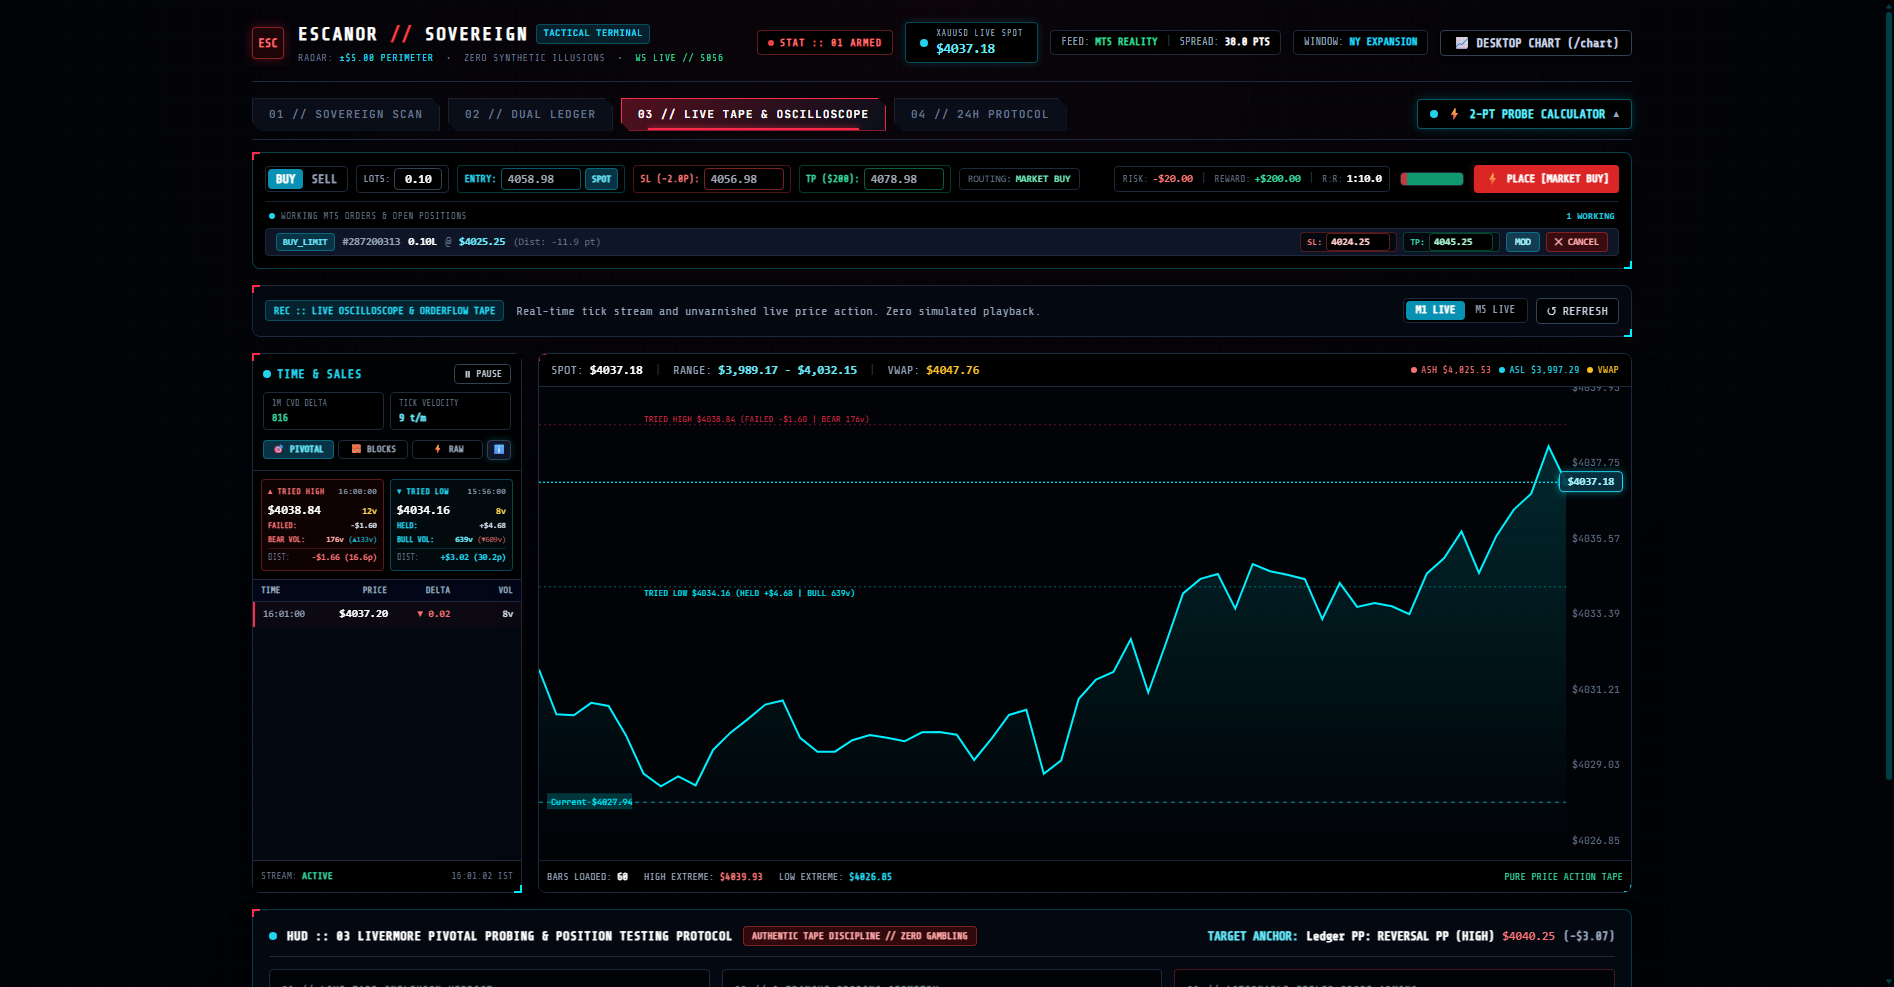 ESC
ESCANOR // SOVEREIGN TACTICAL TERMINAL
RADAR: ±$5.00 PERIMETER · ZERO SYNTHETIC ILLUSIONS · WS LIVE // 5056
STAT :: 01 ARMED
XAUUSD LIVE SPOT
$4037.18
FEED: MT5 REALITY | SPREAD: 30.0 PTS
WINDOW: NY EXPANSION
DESKTOP CHART (/chart)
01 // SOVEREIGN SCAN
02 // DUAL LEDGER
03 // LIVE TAPE & OSCILLOSCOPE
04 // 24H PROTOCOL
2-PT PROBE CALCULATOR ▲
BUY SELL
LOTS: 0.10
ENTRY: 4058.98 SPOT
SL (-2.0P): 4056.98
TP ($200): 4078.98
ROUTING: MARKET BUY
RISK: -$20.00 | REWARD: +$200.00 | R:R: 1:10.0
PLACE [MARKET BUY]
WORKING MT5 ORDERS & OPEN POSITIONS
1 WORKING
BUY_LIMIT #287200313 0.10L @ $4025.25 (Dist: -11.9 pt)
SL: 4024.25 TP: 4045.25 MOD ✕ CANCEL
REC :: LIVE OSCILLOSCOPE & ORDERFLOW TAPE
Real-time tick stream and unvarnished live price action. Zero simulated playback.
M1 LIVE M5 LIVE
↺ REFRESH
TIME & SALES
PAUSE
1M CVD DELTA
816
TICK VELOCITY
9 t/m
PIVOTAL BLOCKS RAW
▲ TRIED HIGH 16:00:00
$4038.84 12v
FAILED: -$1.60
BEAR VOL: 176v (▲133v)
DIST: -$1.66 (16.6p)
▼ TRIED LOW 15:56:00
$4034.16 8v
HELD: +$4.68
BULL VOL: 639v (▼609v)
DIST: +$3.02 (30.2p)
TIME PRICE DELTA VOL
16:01:00 $4037.20 ▼ 0.02 8v
STREAM: ACTIVE
16:01:02 IST
SPOT: $4037.18 | RANGE: $3,989.17 - $4,032.15 | VWAP: $4047.76
ASH $4,025.53 ASL $3,997.29 VWAP
$4039.93
TRIED HIGH $4038.84 (FAILED -$1.60 | BEAR 176v)
$4037.75
$4037.18
$4035.57
TRIED LOW $4034.16 (HELD +$4.68 | BULL 639v)
$4033.39
$4031.21
$4029.03
Current $4027.94
$4026.85
BARS LOADED: 60 HIGH EXTREME: $4039.93 LOW EXTREME: $4026.85
PURE PRICE ACTION TAPE
HUD :: 03 LIVERMORE PIVOTAL PROBING & POSITION TESTING PROTOCOL
AUTHENTIC TAPE DISCIPLINE // ZERO GAMBLING
TARGET ANCHOR: Ledger PP: REVERSAL PP (HIGH) $4040.25 (-$3.07)